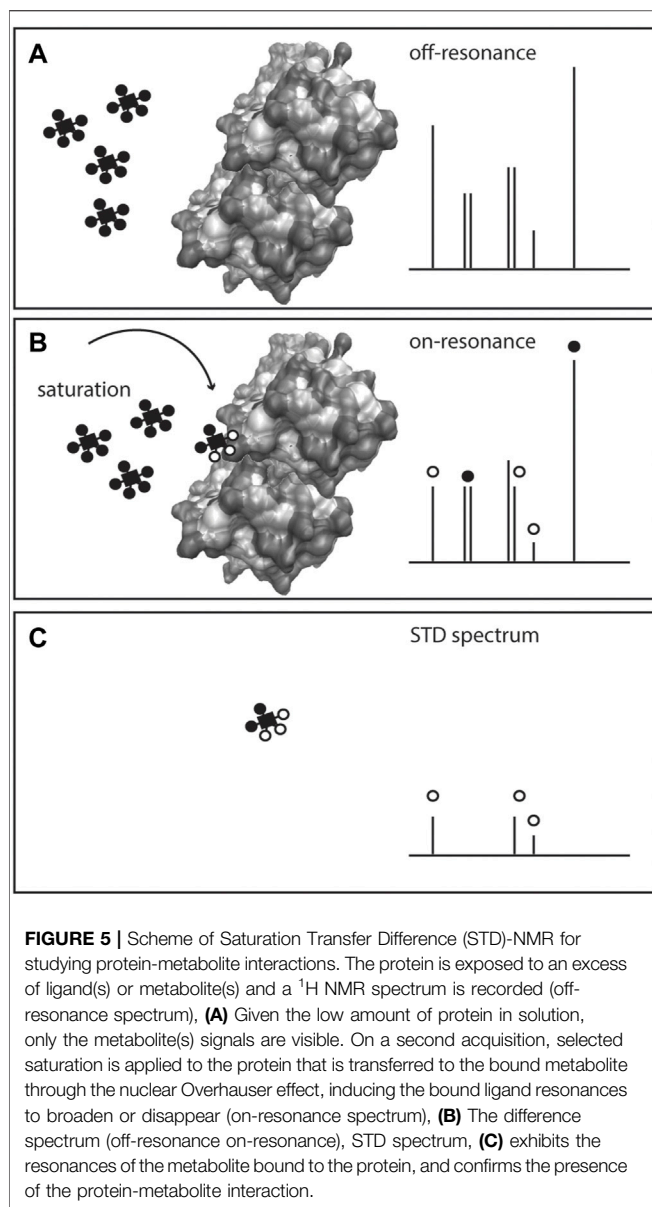 A
off-resonance
B
on-resonance
saturation
C
STD spectrum
FIGURE 5 | Scheme of Saturation Transfer Difference (STD)-NMR for
studying protein-metabolite interactions. The protein is exposed to an excess
of ligand(s) or metabolite(s) and a ¹H NMR spectrum is recorded (off-
resonance spectrum), (A) Given the low amount of protein in solution,
only the metabolite(s) signals are visible. On a second acquisition, selected
saturation is applied to the protein that is transferred to the bound metabolite
through the nuclear Overhauser effect, inducing the bound ligand resonances
to broaden or disappear (on-resonance spectrum), (B) The difference
spectrum (off-resonance on-resonance), STD spectrum, (C) exhibits the
resonances of the metabolite bound to the protein, and confirms the presence
of the protein-metabolite interaction.